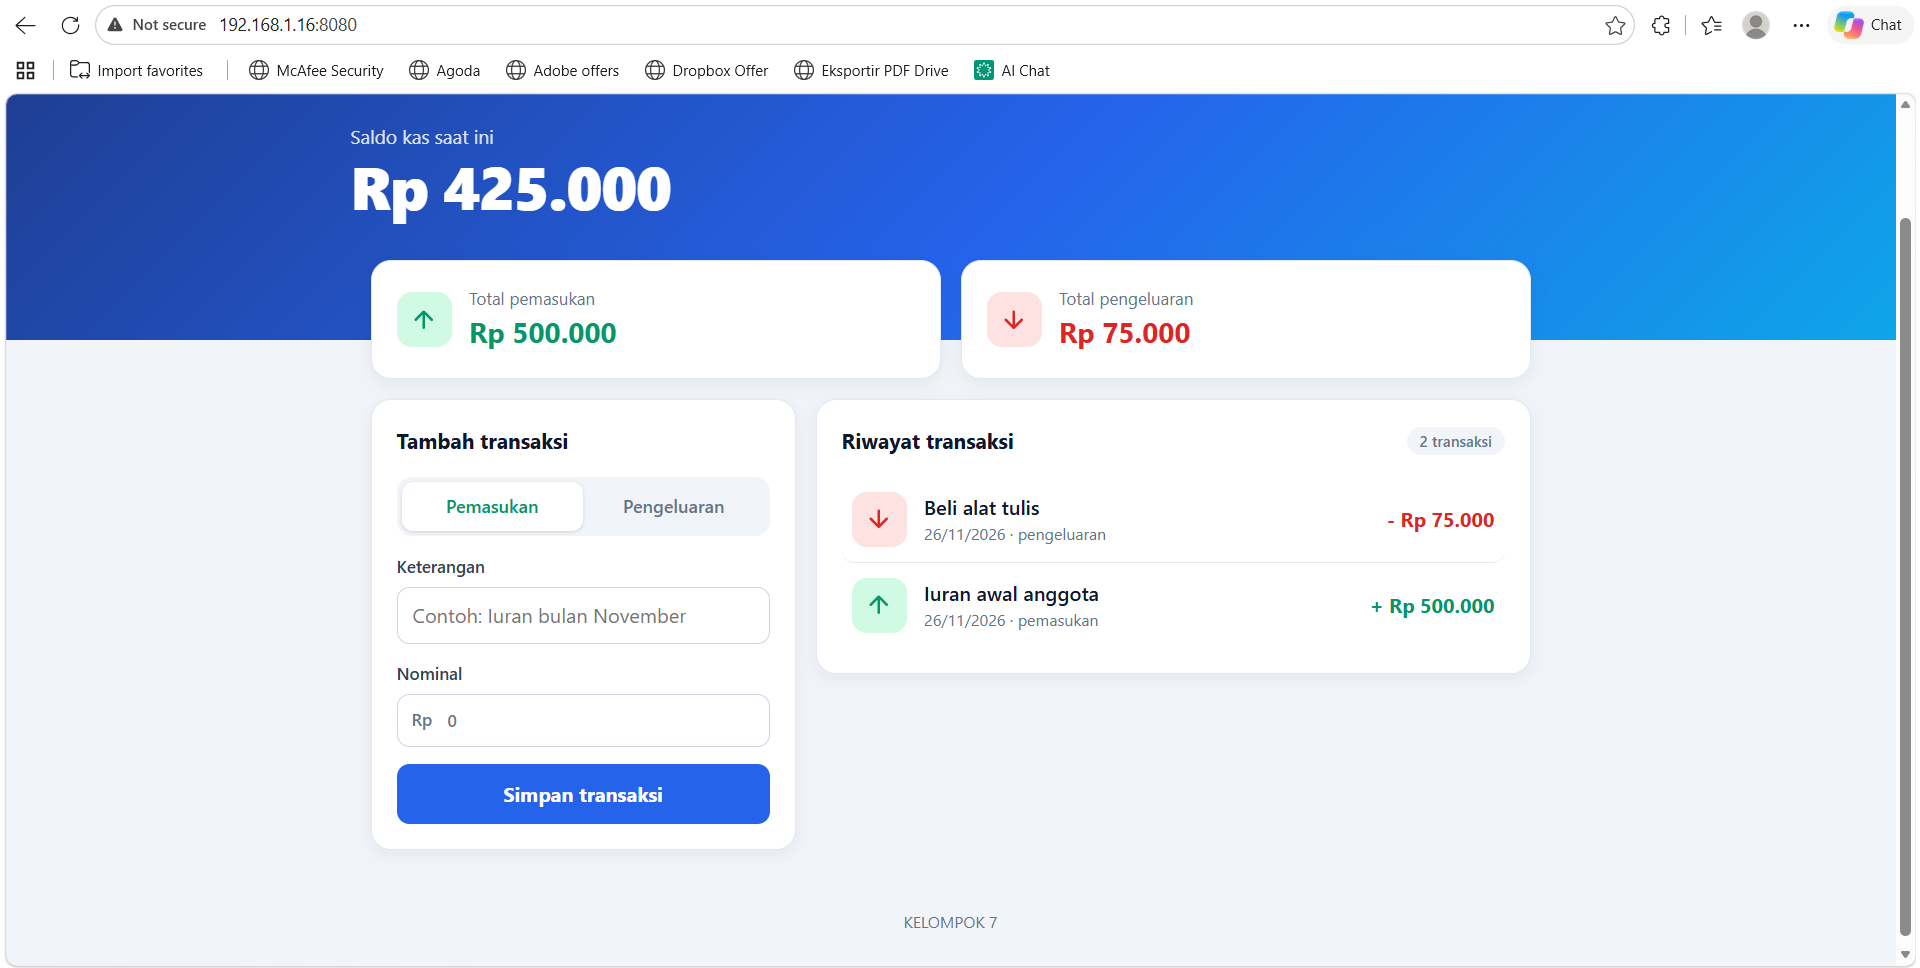 Not secure 192.168.1.16:8080
Chat
Import favorites McAfee Security Agoda Adobe offers Dropbox Offer Eksportir PDF Drive AI Chat
Saldo kas saat ini
Rp 425.000
Total pemasukan
Rp 500.000
Total pengeluaran
Rp 75.000
Tambah transaksi
Pemasukan Pengeluaran
Keterangan
Contoh: Iuran bulan November
Nominal
Rp 0
Simpan transaksi
Riwayat transaksi
2 transaksi
Beli alat tulis
26/11/2026 · pengeluaran
- Rp 75.000
Iuran awal anggota
26/11/2026 · pemasukan
+ Rp 500.000
KELOMPOK 7